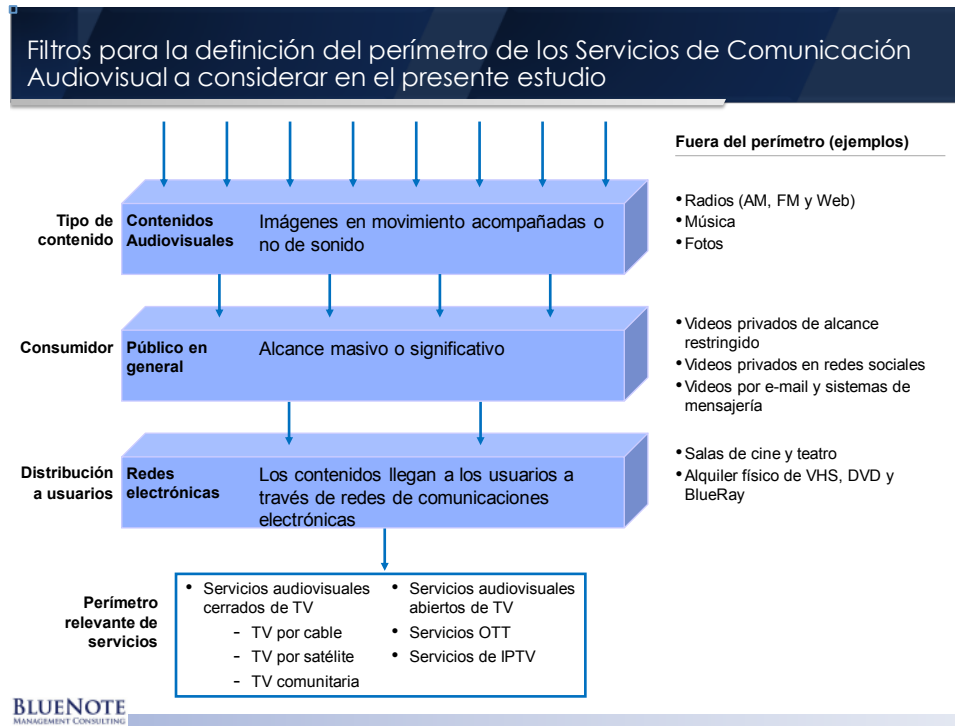 Filtros para la definición del perímetro de los Servicios de Comunicación
Audiovisual a considerar en el presente estudio
Fuera del perímetro (ejemplos)
Tipo de
contenido
Contenidos
Audiovisuales
Imágenes en movimiento acompañadas o
no de sonido
• Radios (AM, FM y Web)
• Música
• Fotos
Consumidor
Público en
general
Alcance masivo o significativo
• Videos privados de alcance
restringido
• Videos privados en redes sociales
• Videos por e-mail y sistemas de
mensajería
Distribución
a usuarios
Redes
electrónicas
Los contenidos llegan a los usuarios a
través de redes de comunicaciones
electrónicas
• Salas de cine y teatro
• Alquiler físico de VHS, DVD y
BlueRay
Perímetro
relevante de
servicios
• Servicios audiovisuales
cerrados de TV
- TV por cable
- TV por satélite
- TV comunitaria
• Servicios audiovisuales
abiertos de TV
• Servicios OTT
• Servicios de IPTV
BLUENOTE
MANAGEMENT CONSULTING